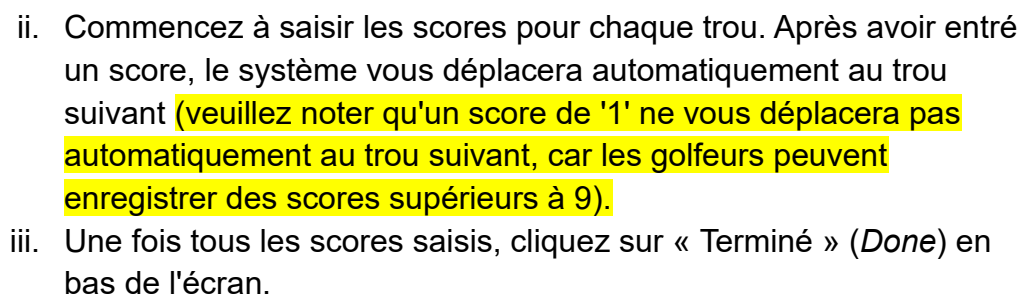 ii. Commencez à saisir les scores pour chaque trou. Après avoir entré
un score, le système vous déplacera automatiquement au trou
suivant (veuillez noter qu'un score de '1' ne vous déplacera pas
automatiquement au trou suivant, car les golfeurs peuvent
enregistrer des scores supérieurs à 9).
iii. Une fois tous les scores saisis, cliquez sur « Terminé » (Done) en
bas de l'écran.